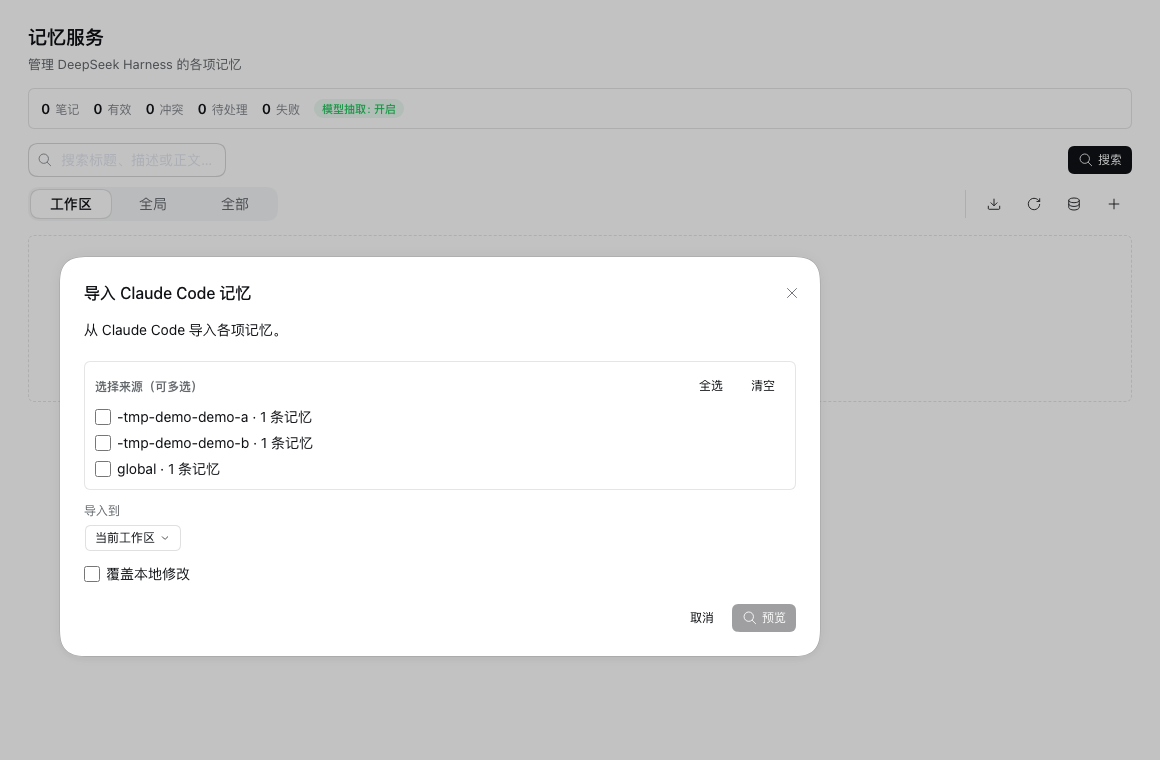 记忆服务
管理 DeepSeek Harness 的各项记忆
0 笔记 0 有效 0 冲突 0 待处理 0 失败 模型抽取: 开启
搜索标题、描述或正文... 搜索
工作区 全局 全部
导入 Claude Code 记忆
从 Claude Code 导入各项记忆。
选择来源（可多选） 全选 清空
-tmp-demo-demo-a · 1 条记忆
-tmp-demo-demo-b · 1 条记忆
global · 1 条记忆
导入到
当前工作区
覆盖本地修改
取消 预览